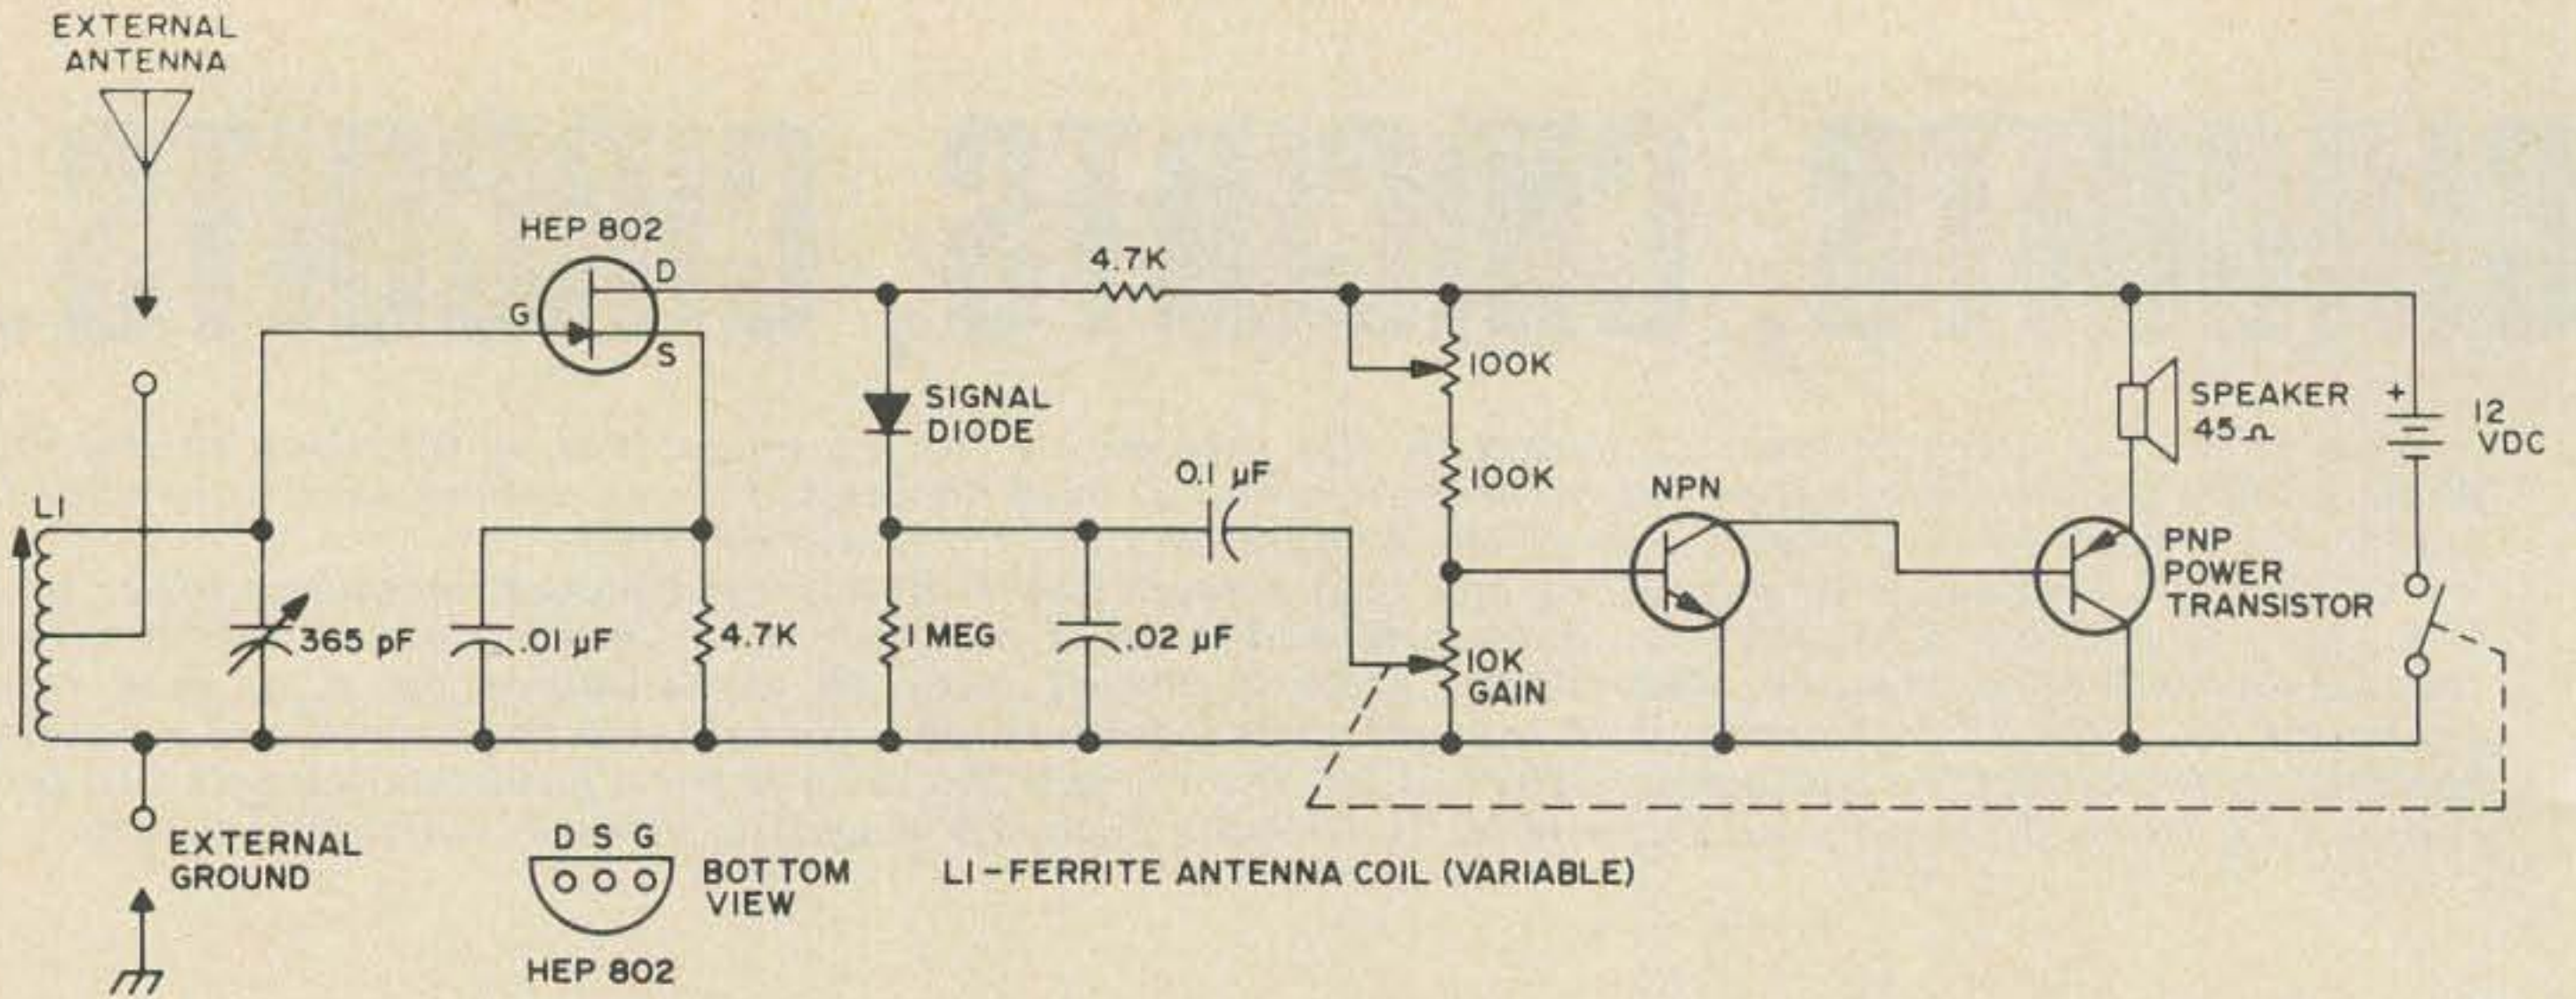 EXTERNAL
ANTENNA
HEP 802
D
G
S
4.7K
100K
SIGNAL
DIODE
SPEAKER
45Ω
+
12
VDC
100K
0.1 µF
NPN
L1
PNP
POWER
TRANSISTOR
365 pF
.01 µF
4.7K
1 MEG
.02 µF
10K
GAIN
EXTERNAL
GROUND
D S G
BOTTOM
VIEW
HEP 802
L1-FERRITE ANTENNA COIL (VARIABLE)